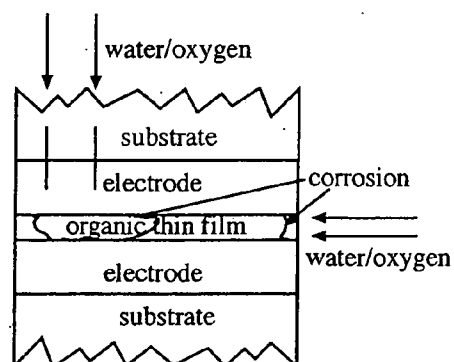 water/oxygen
substrate
electrode
corrosion
organic thin film
water/oxygen
electrode
substrate